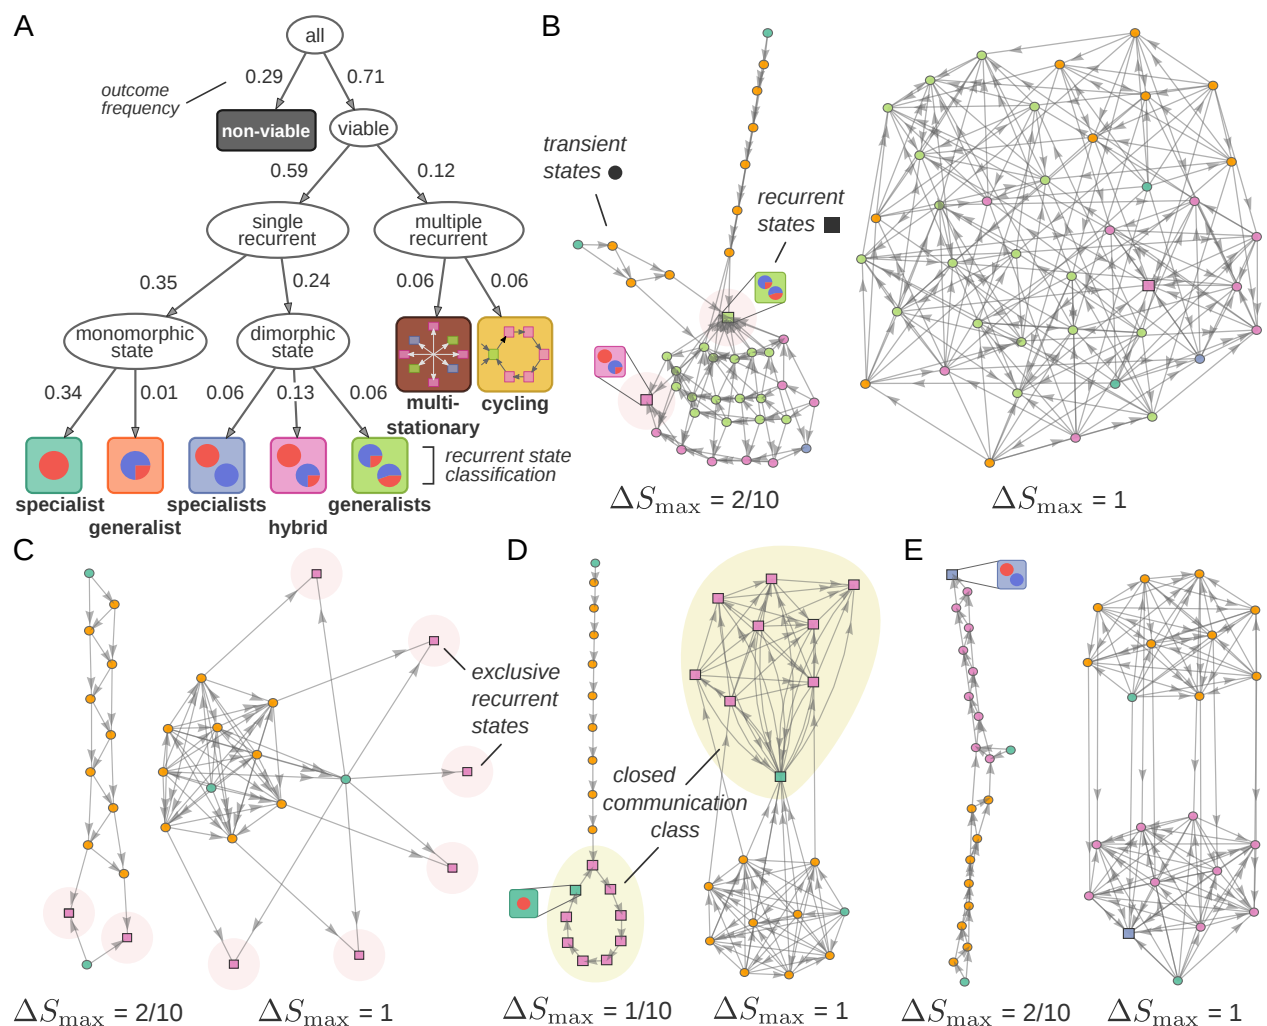 A
all
0.29
0.71
outcome
frequency
non-viable
viable
0.59
0.12
single
recurrent
multiple
recurrent
0.35
0.24
0.06
0.06
monomorphic
state
dimorphic
state
0.34
0.01
0.06
0.13
0.06
multi-
stationary
cycling
recurrent state
classification
specialist
generalist
specialists
hybrid
generalists
B
transient
states
recurrent
states
ΔSmax = 2/10
ΔSmax = 1
C
exclusive
recurrent
states
ΔSmax = 2/10
ΔSmax = 1
D
closed
communication
class
ΔSmax = 1/10
ΔSmax = 1
E
ΔSmax = 2/10
ΔSmax = 1